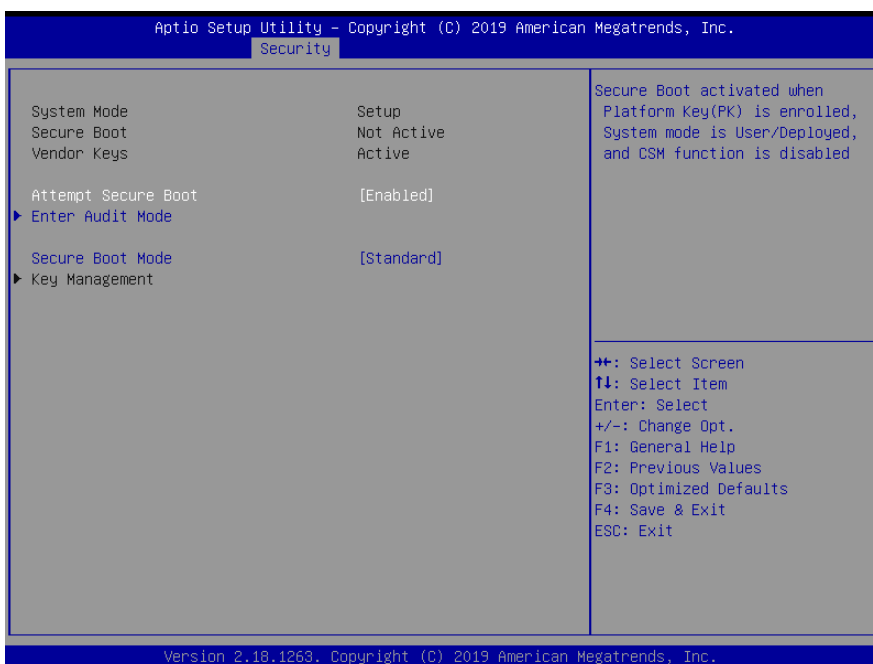 Aptio Setup Utility – Copyright (C) 2019 American Megatrends, Inc.
Security
System Mode Setup
Secure Boot Not Active
Vendor Keys Active
Attempt Secure Boot [Enabled]
Enter Audit Mode
Secure Boot Mode [Standard]
Key Management
Secure Boot activated when
Platform Key(PK) is enrolled,
System mode is User/Deployed,
and CSM function is disabled
→←: Select Screen
↑↓: Select Item
Enter: Select
+/-: Change Opt.
F1: General Help
F2: Previous Values
F3: Optimized Defaults
F4: Save & Exit
ESC: Exit
Version 2.18.1263. Copyright (C) 2019 American Megatrends, Inc.